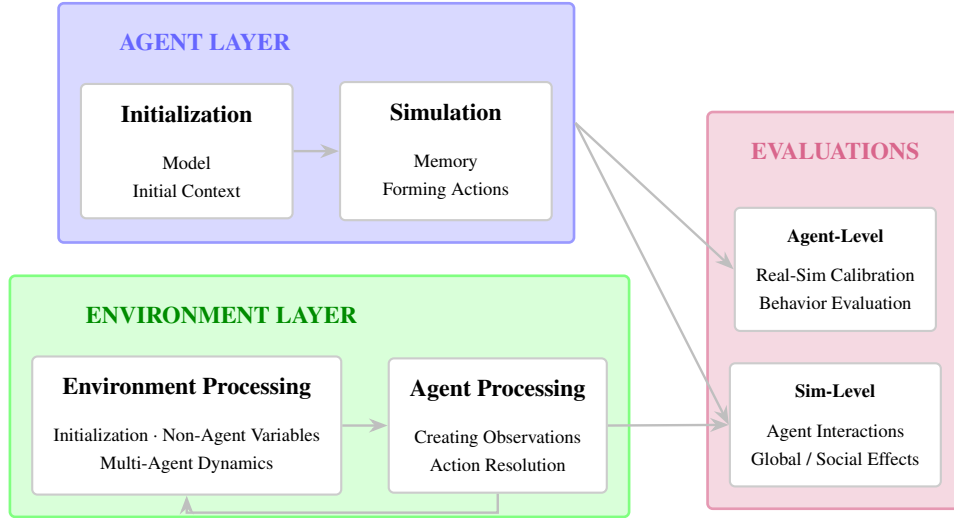 AGENT LAYER
Initialization
Model
Initial Context
Simulation
Memory
Forming Actions
ENVIRONMENT LAYER
Environment Processing
Initialization · Non-Agent Variables
Multi-Agent Dynamics
Agent Processing
Creating Observations
Action Resolution
EVALUATIONS
Agent-Level
Real-Sim Calibration
Behavior Evaluation
Sim-Level
Agent Interactions
Global / Social Effects